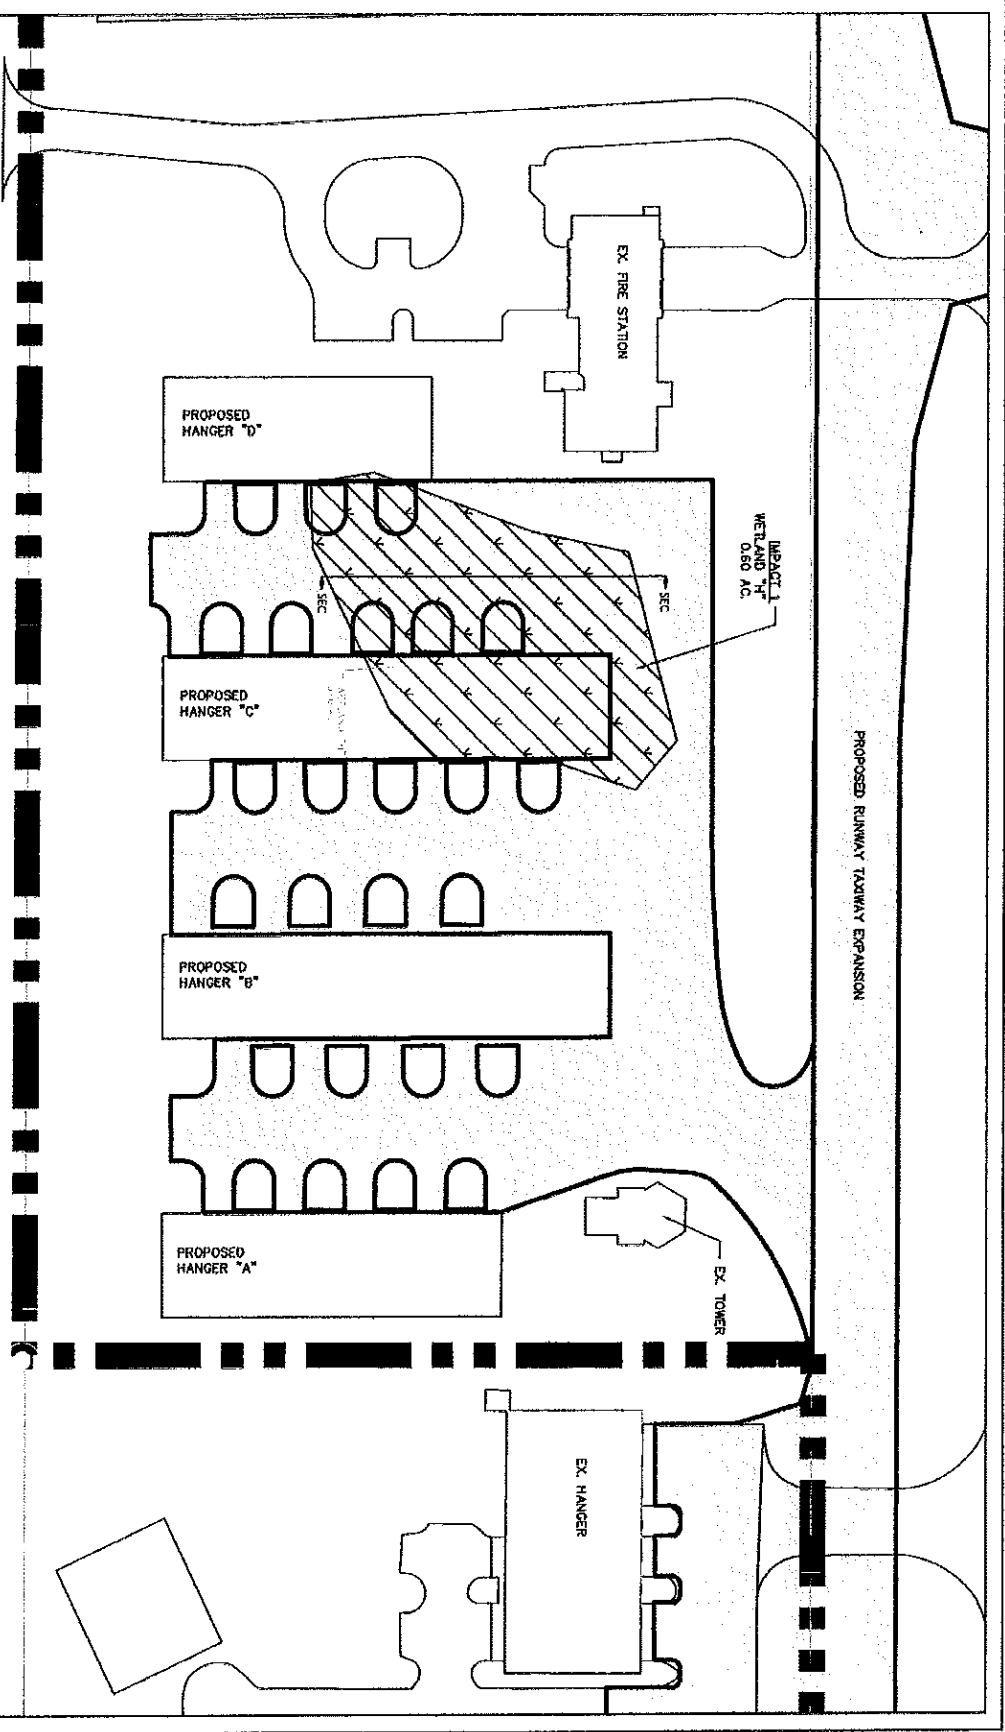 EX. FIRE STATION
PROPOSED
HANGER "D"
IMPACT 1
WETLAND "H"
0.60 AC.
SEC
SEC
PROPOSED
HANGER "C"
PROPOSED RUNWAY TAXIWAY EXPANSION
PROPOSED
HANGER "B"
PROPOSED
HANGER "A"
EX. TOWER
EX. HANGER